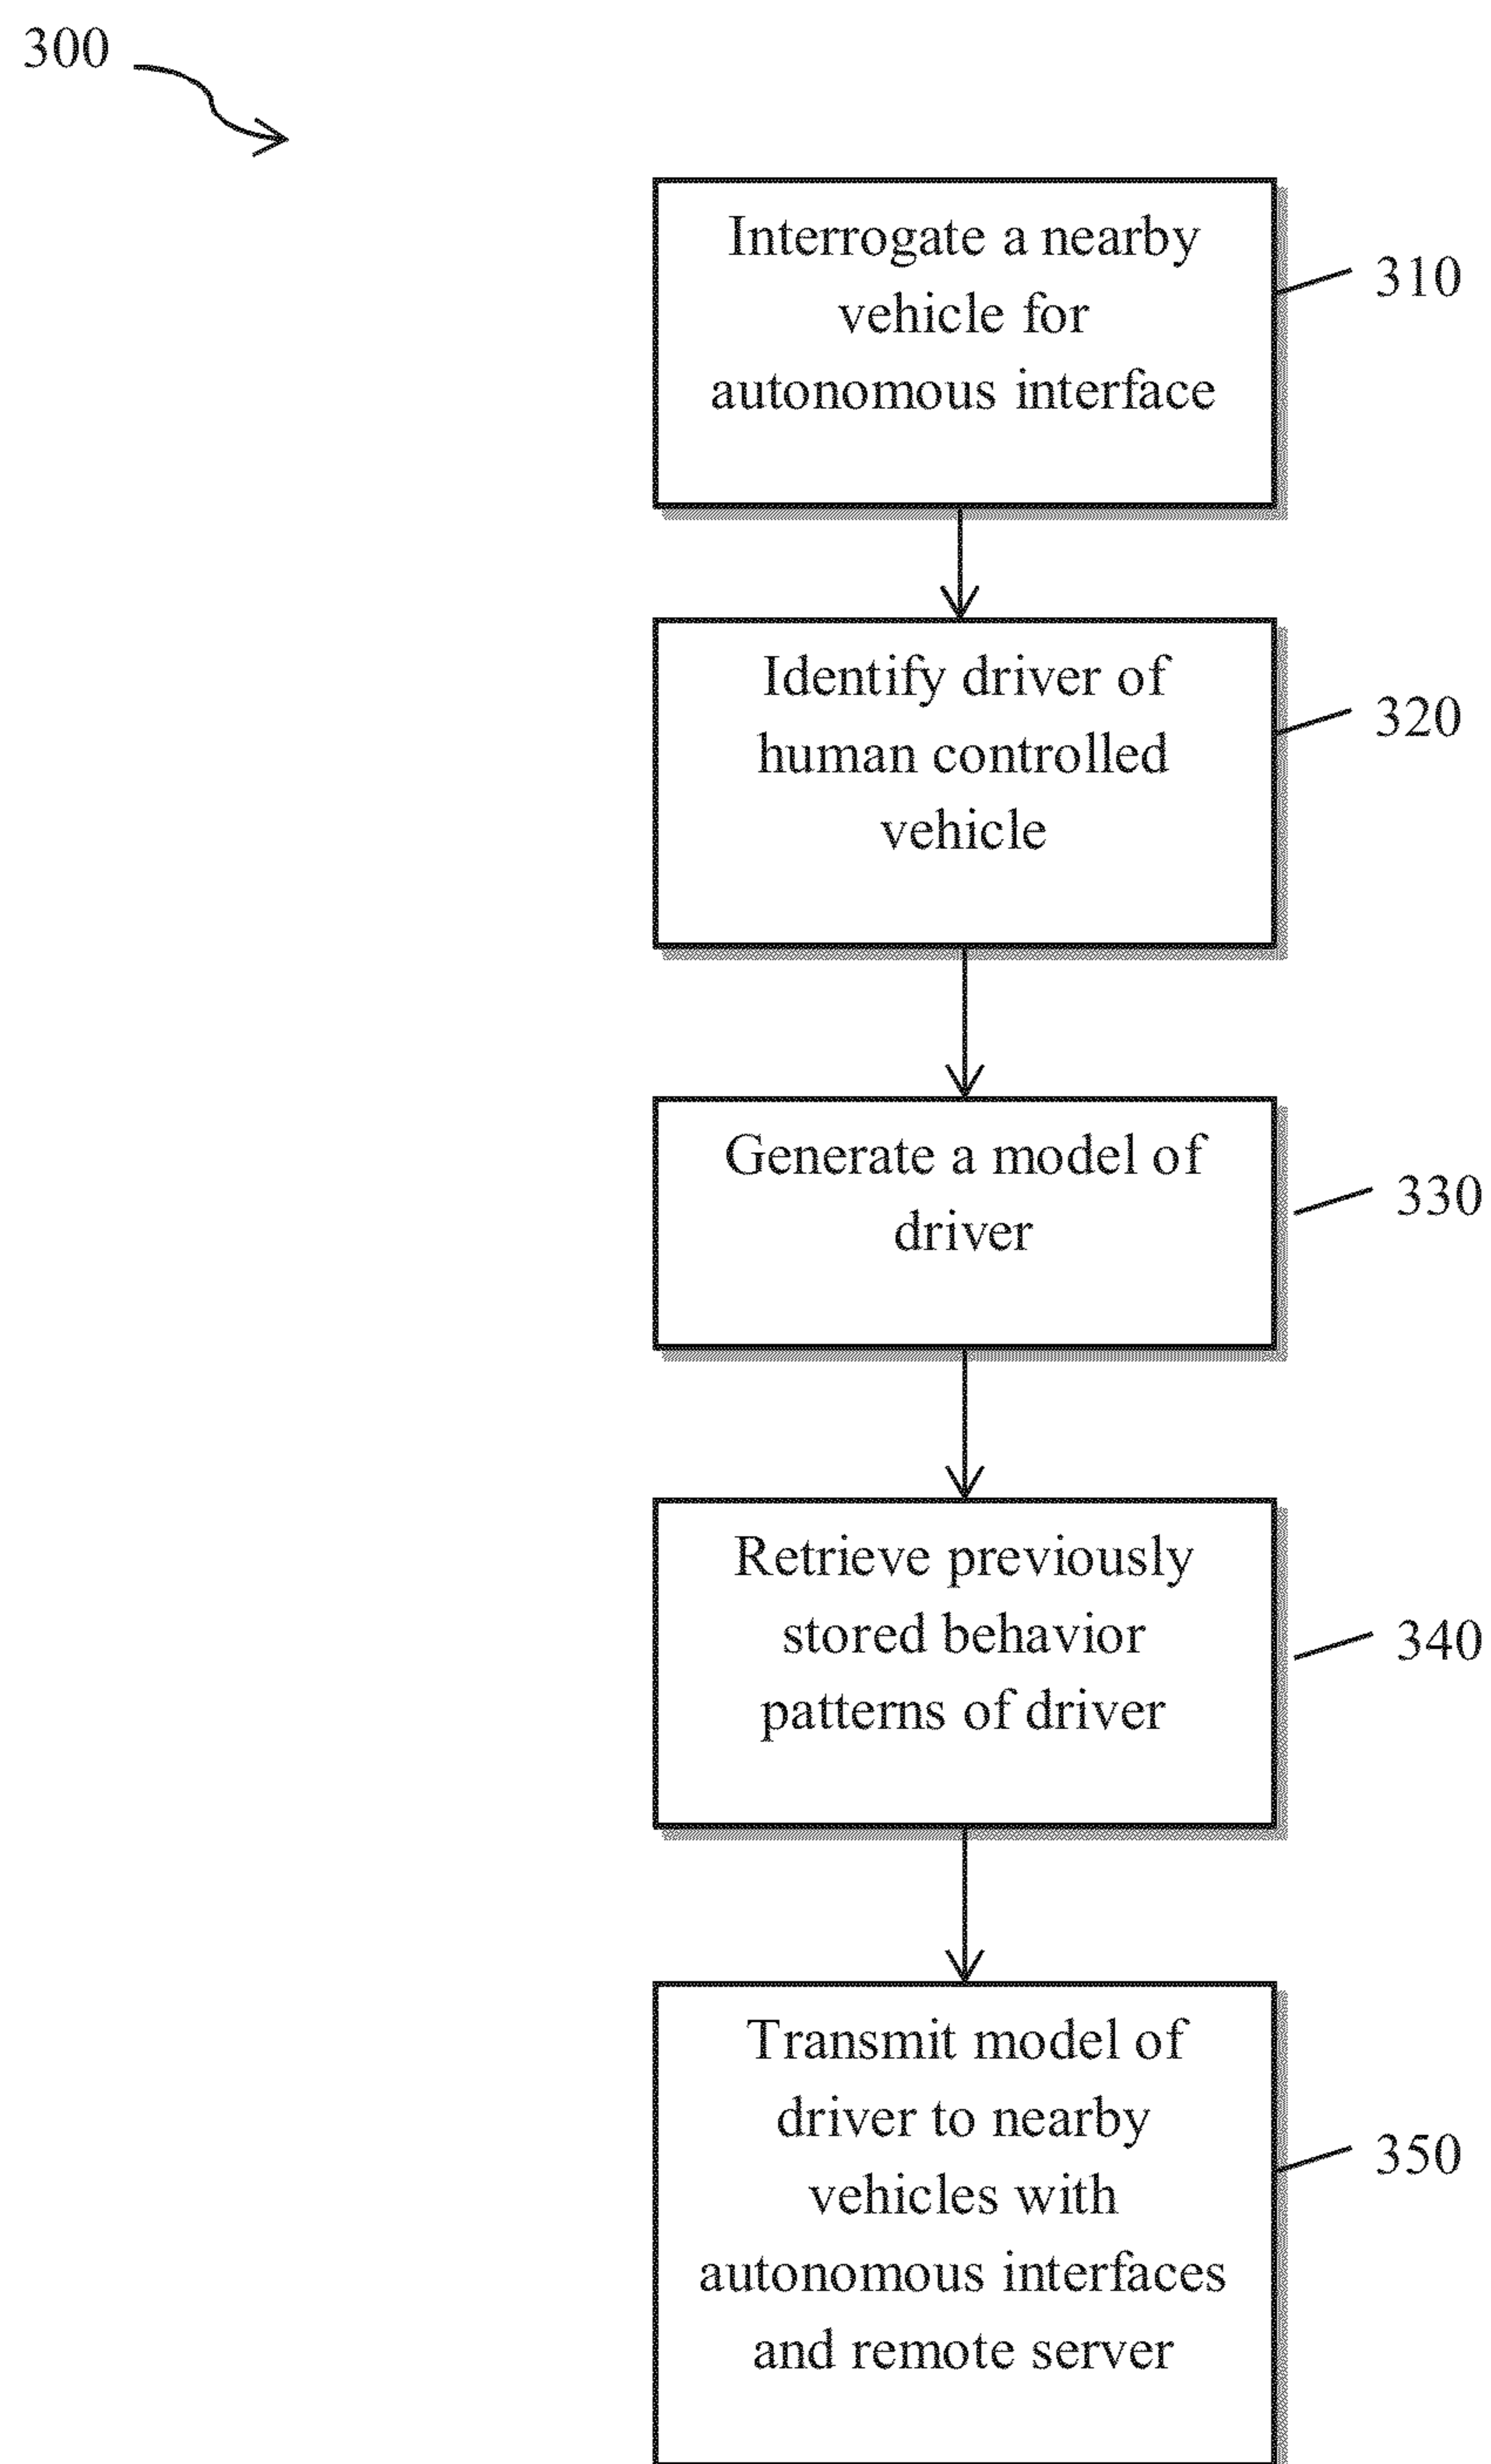 300
Interrogate a nearby
vehicle for
autonomous interface
310
Identify driver of
human controlled
vehicle
320
Generate a model of
driver
330
Retrieve previously
stored behavior
patterns of driver
340
Transmit model of
driver to nearby
vehicles with
autonomous interfaces
and remote server
350